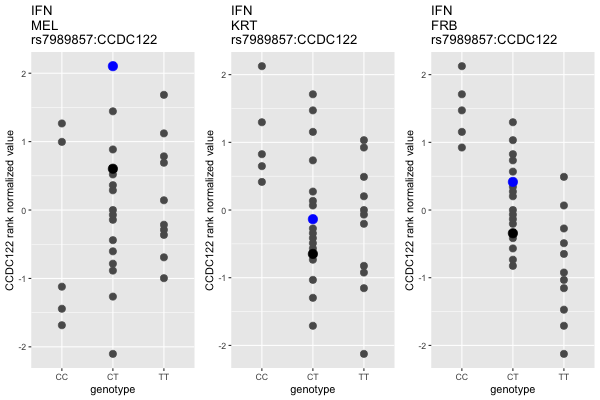 IFN
MEL
rs7989857:CCDC122
CCDC122 rank normalized value
2
1
0
-1
-2
CC
CT
TT
genotype
IFN
KRT
rs7989857:CCDC122
CCDC122 rank normalized value
2
1
0
-1
-2
CC
CT
TT
genotype
IFN
FRB
rs7989857:CCDC122
CCDC122 rank normalized value
2
1
0
-1
-2
CC
CT
TT
genotype